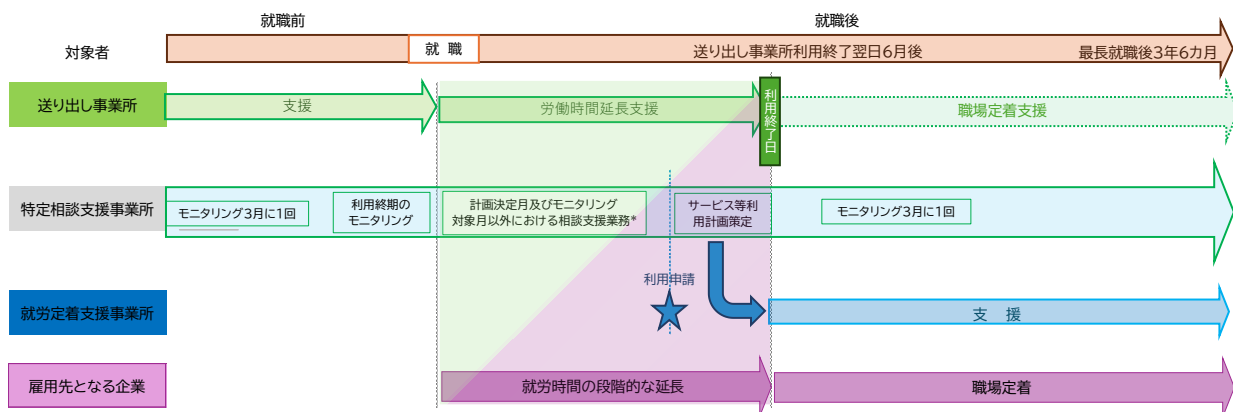 就職前
就職後
対象者
就 職
送り出し事業所利用終了翌日6月後
最長就職後3年6カ月
送り出し事業所
支援
労働時間延長支援
利用終了日
職場定着支援
特定相談支援事業所
モニタリング3月に1回
利用終期の
モニタリング
計画決定月及びモニタリング
対象月以外における相談支援業務*
サービス等利
用計画策定
モニタリング3月に1回
利用申請
就労定着支援事業所
支 援
雇用先となる企業
就労時間の段階的な延長
職場定着